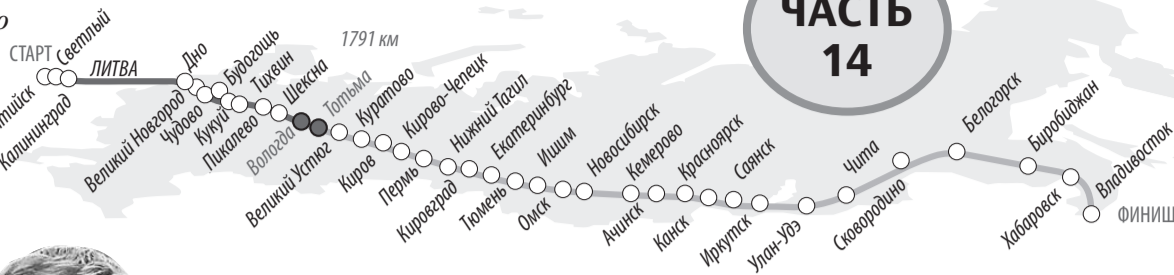 ЧАСТЬ
14
1791 км
СТАРТ
Светлый
Калининград
ЛИТВА
Дно
Великий Новгород
Чудово
Будогощь
Кукуй
Тихвин
Пикалево
Шексна
Вологда
Тотьма
Великий Устюг
Куратово
Киров
Кирово-Чепецк
Пермь
Нижний Тагил
Кировград
Екатеринбург
Тюмень
Ишим
Омск
Новосибирск
Ачинск
Кемерово
Канск
Красноярск
Иркутск
Саянск
Улан-Удэ
Чита
Сковородино
Белогорск
Биробиджан
Хабаровск
Владивосток
ФИНИШ